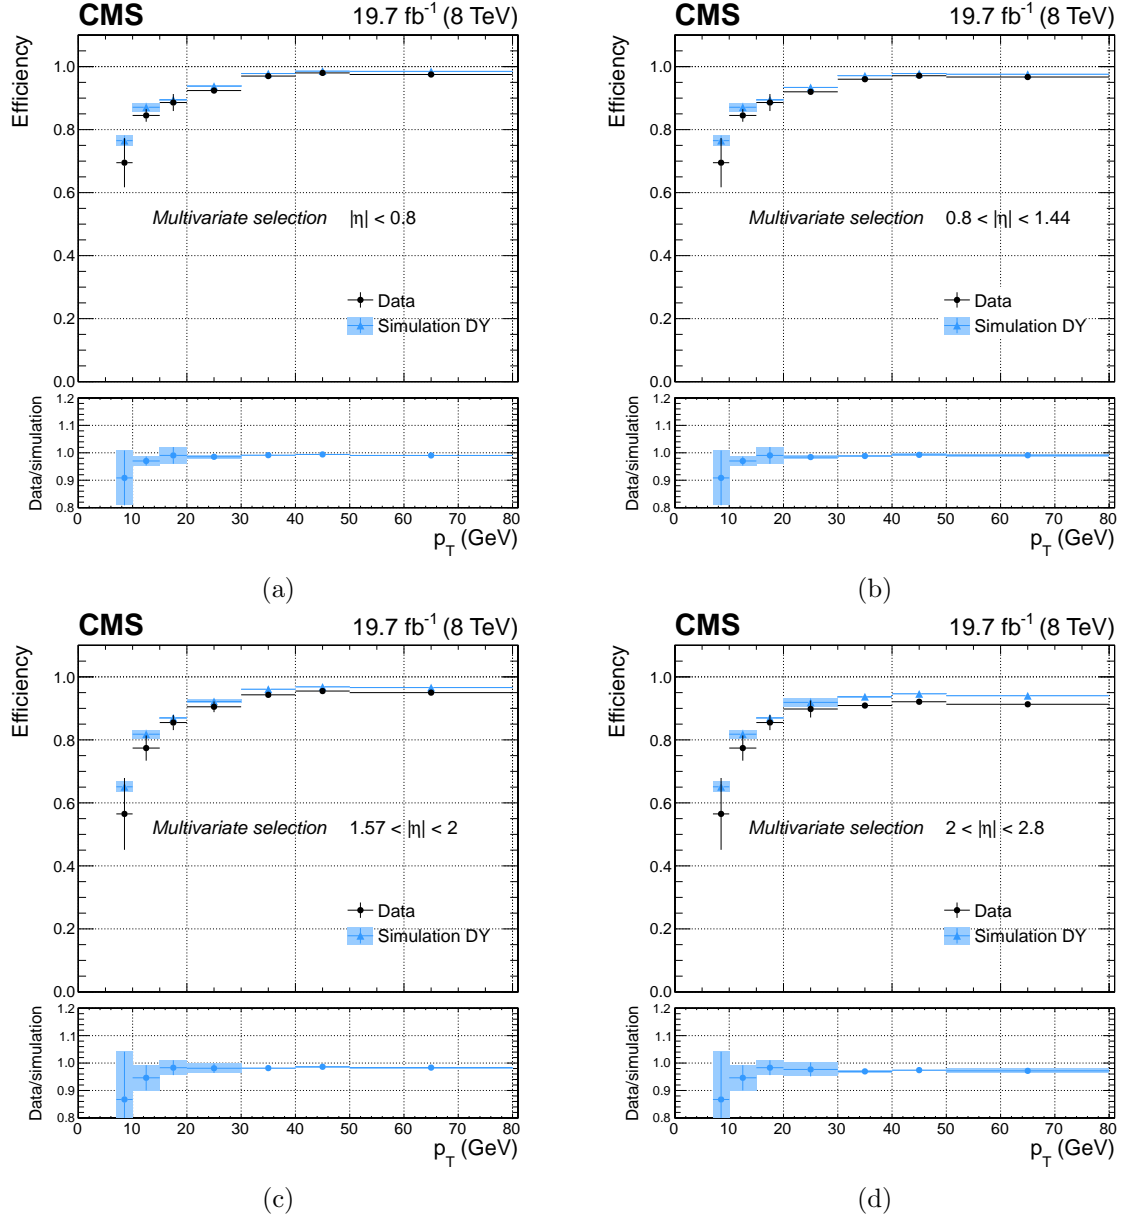 CMS 19.7 fb⁻¹ (8 TeV)
Efficiency
1.0
0.8
0.6
0.4
0.2
0.0
Multivariate selection |η| < 0.8
Data
Simulation DY
Data/simulation
1.2
1.1
1.0
0.9
0.8
0 10 20 30 40 50 60 70 80
p_T (GeV)
(a)
CMS 19.7 fb⁻¹ (8 TeV)
Efficiency
1.0
0.8
0.6
0.4
0.2
0.0
Multivariate selection 0.8 < |η| < 1.44
Data
Simulation DY
Data/simulation
1.2
1.1
1.0
0.9
0.8
0 10 20 30 40 50 60 70 80
p_T (GeV)
(b)
CMS 19.7 fb⁻¹ (8 TeV)
Efficiency
1.0
0.8
0.6
0.4
0.2
0.0
Multivariate selection 1.57 < |η| < 2
Data
Simulation DY
Data/simulation
1.2
1.1
1.0
0.9
0.8
0 10 20 30 40 50 60 70 80
p_T (GeV)
(c)
CMS 19.7 fb⁻¹ (8 TeV)
Efficiency
1.0
0.8
0.6
0.4
0.2
0.0
Multivariate selection 2 < |η| < 2.8
Data
Simulation DY
Data/simulation
1.2
1.1
1.0
0.9
0.8
0 10 20 30 40 50 60 70 80
p_T (GeV)
(d)